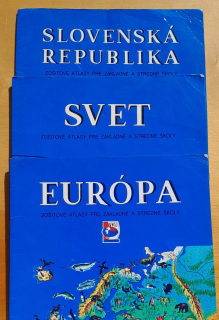 SLOVENSKÁ
REPUBLIKA
ZOŠITOVÉ ATLASY PRE ZÁKLADNÉ A STREDNÉ ŠKOLY
SVET
ZOŠITOVÉ ATLASY PRE ZÁKLADNÉ A STREDNÉ ŠKOLY
EURÓPA
ZOŠITOVÉ ATLASY PRE ZÁKLADNÉ A STREDNÉ ŠKOLY